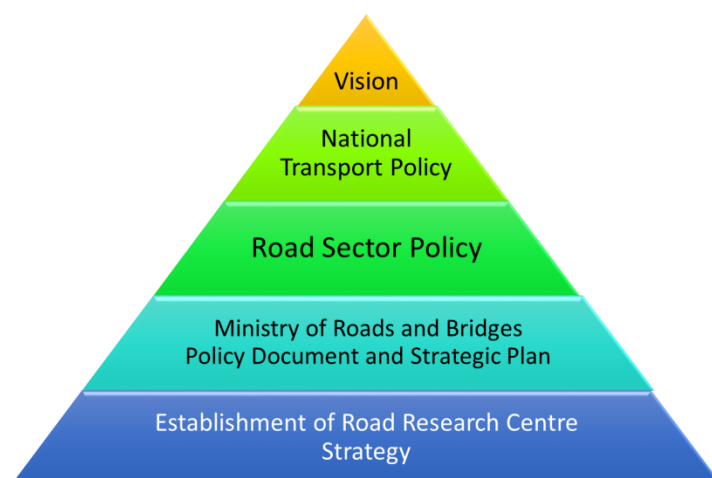 Vision
National
Transport Policy
Road Sector Policy
Ministry of Roads and Bridges
Policy Document and Strategic Plan
Establishment of Road Research Centre
Strategy